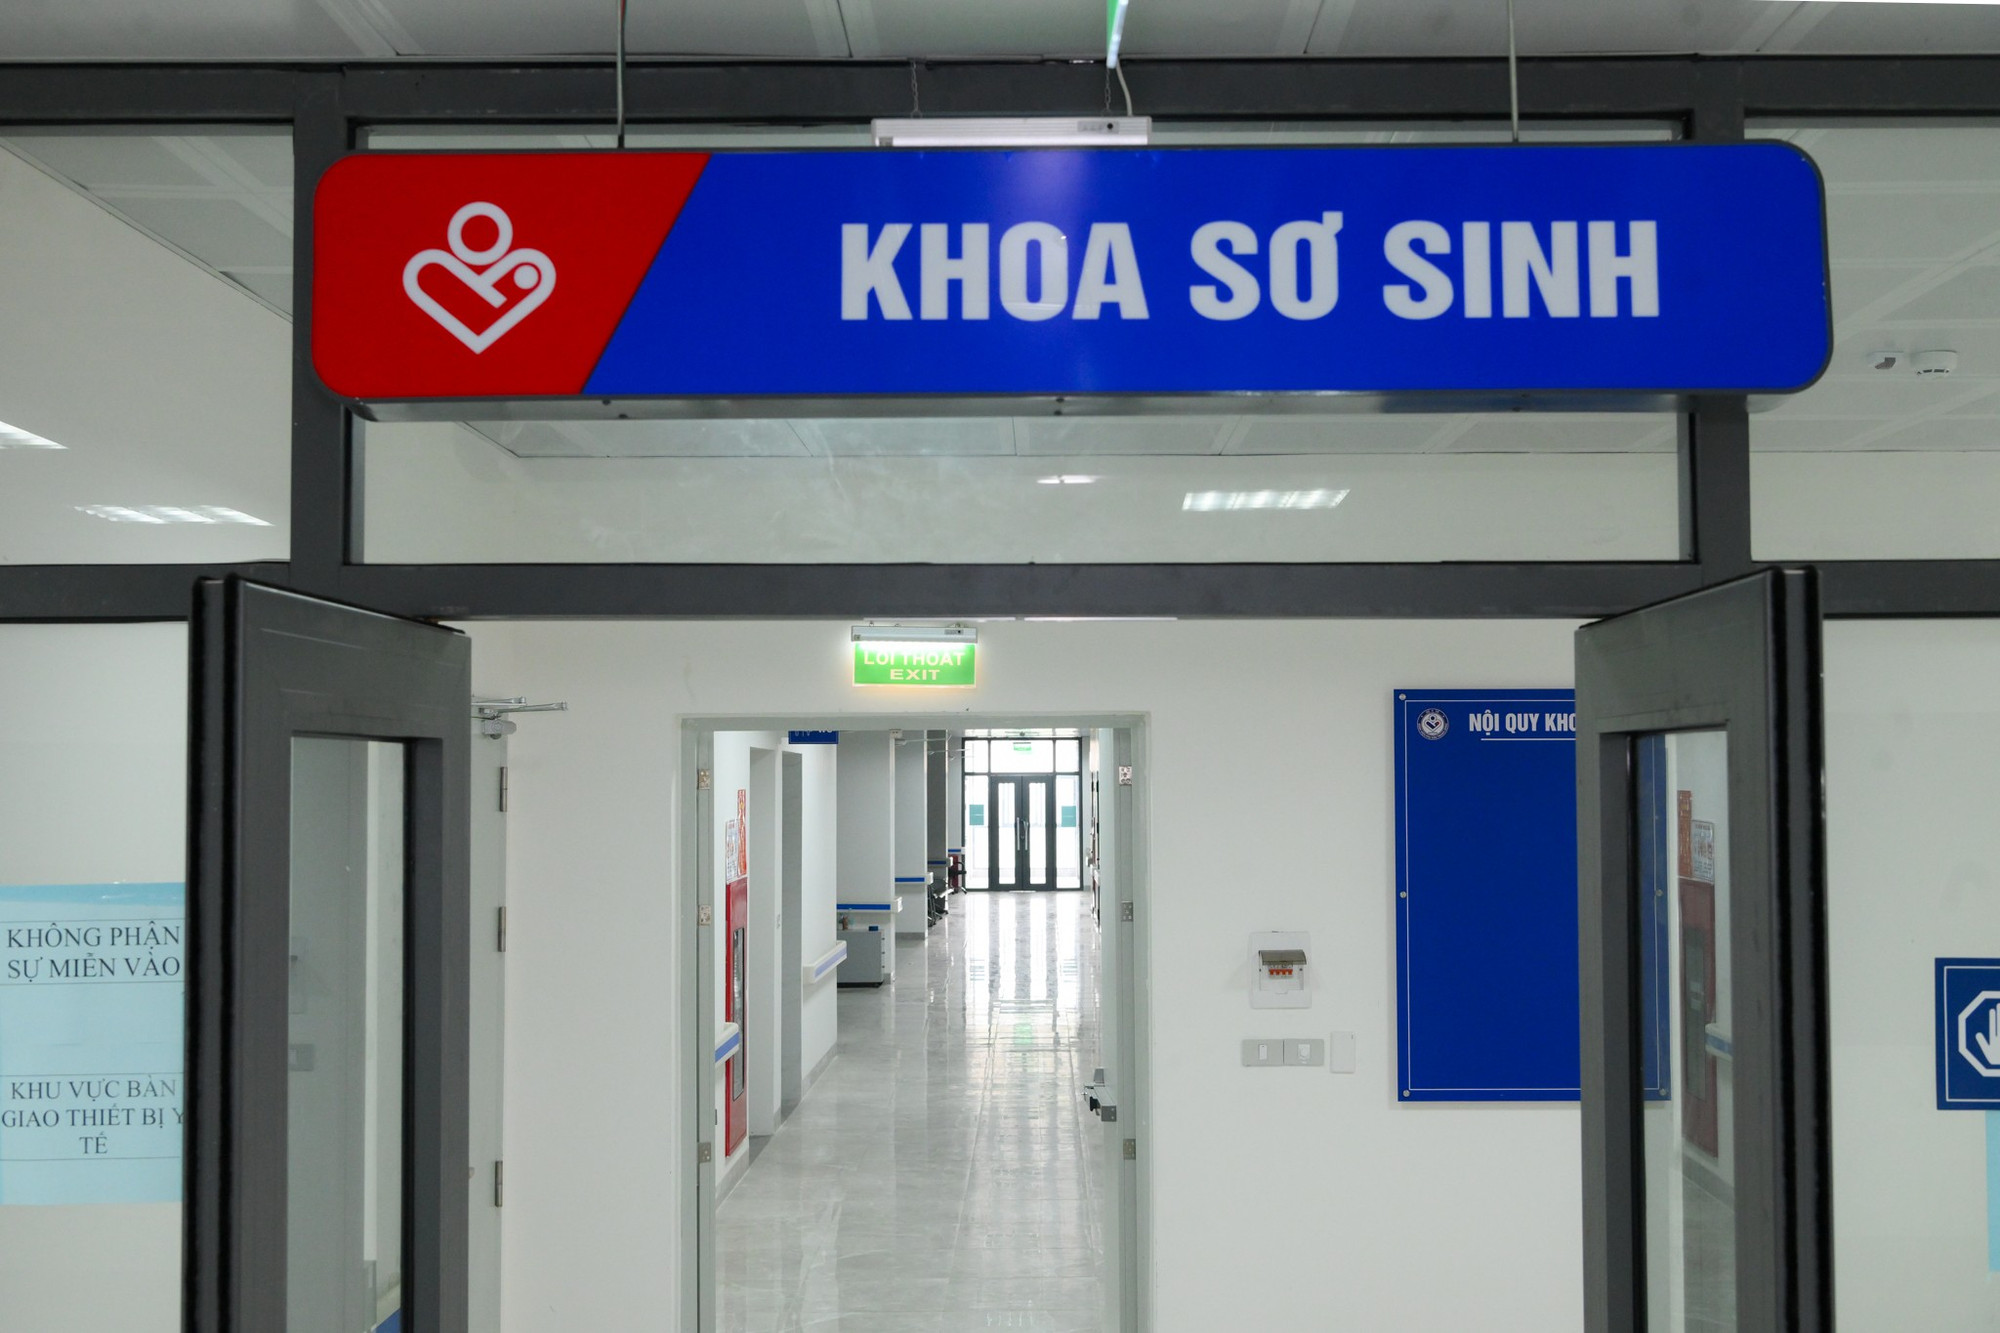 KHOA SƠ SINH
LỐI THOÁT
EXIT
NỘI QUY KHO
KHÔNG PHẬN
SỰ MIỄN VÀO
KHU VỰC BÀN
GIAO THIẾT BỊ Y
TẾ